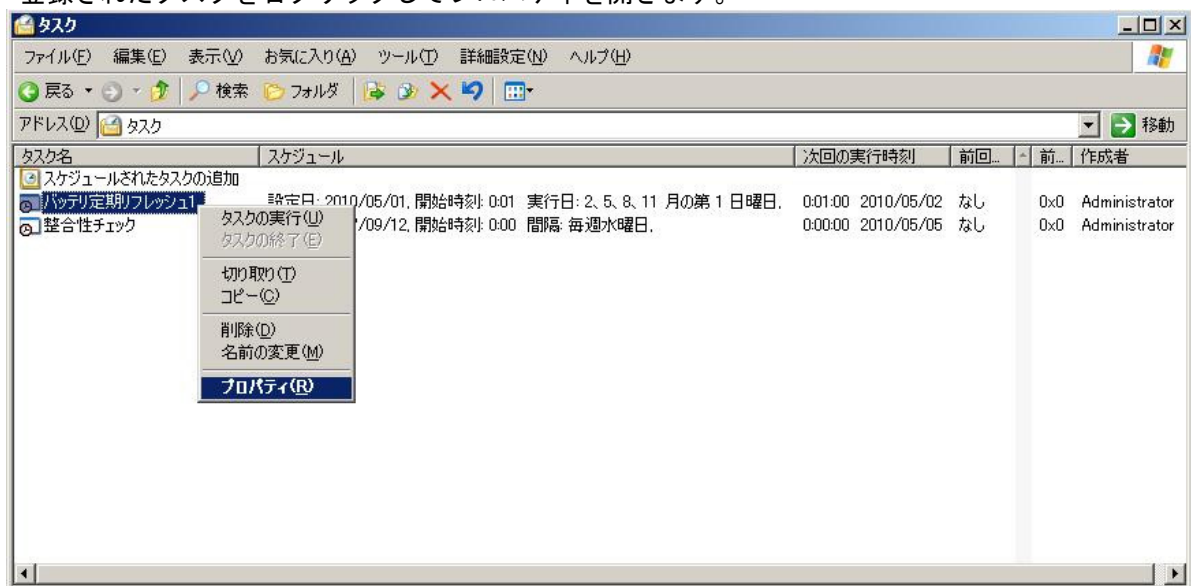 登録されたタスクを右クリックしてプロパティを開きます。
タスク
ファイル(F) 編集(E) 表示(V) お気に入り(A) ツール(T) 詳細設定(N) ヘルプ(H)
戻る 検索 フォルダ
アドレス(D) タスク 移動
タスク名 スケジュール 次回の実行時刻 前回... 前... 作成者
スケジュールされたタスクの追加
バッテリ定期リフレッシュ1 設定日: 2010/05/01, 開始時刻: 0:01 実行日: 2、5、8、11 月の第 1 日曜日, 0:01:00 2010/05/02 なし 0x0 Administrator
整合性チェック /09/12, 開始時刻: 0:00 間隔: 毎週水曜日, 0:00:00 2010/05/05 なし 0x0 Administrator
タスクの実行(U)
タスクの終了(E)
切り取り(T)
コピー(C)
削除(D)
名前の変更(M)
プロパティ(R)